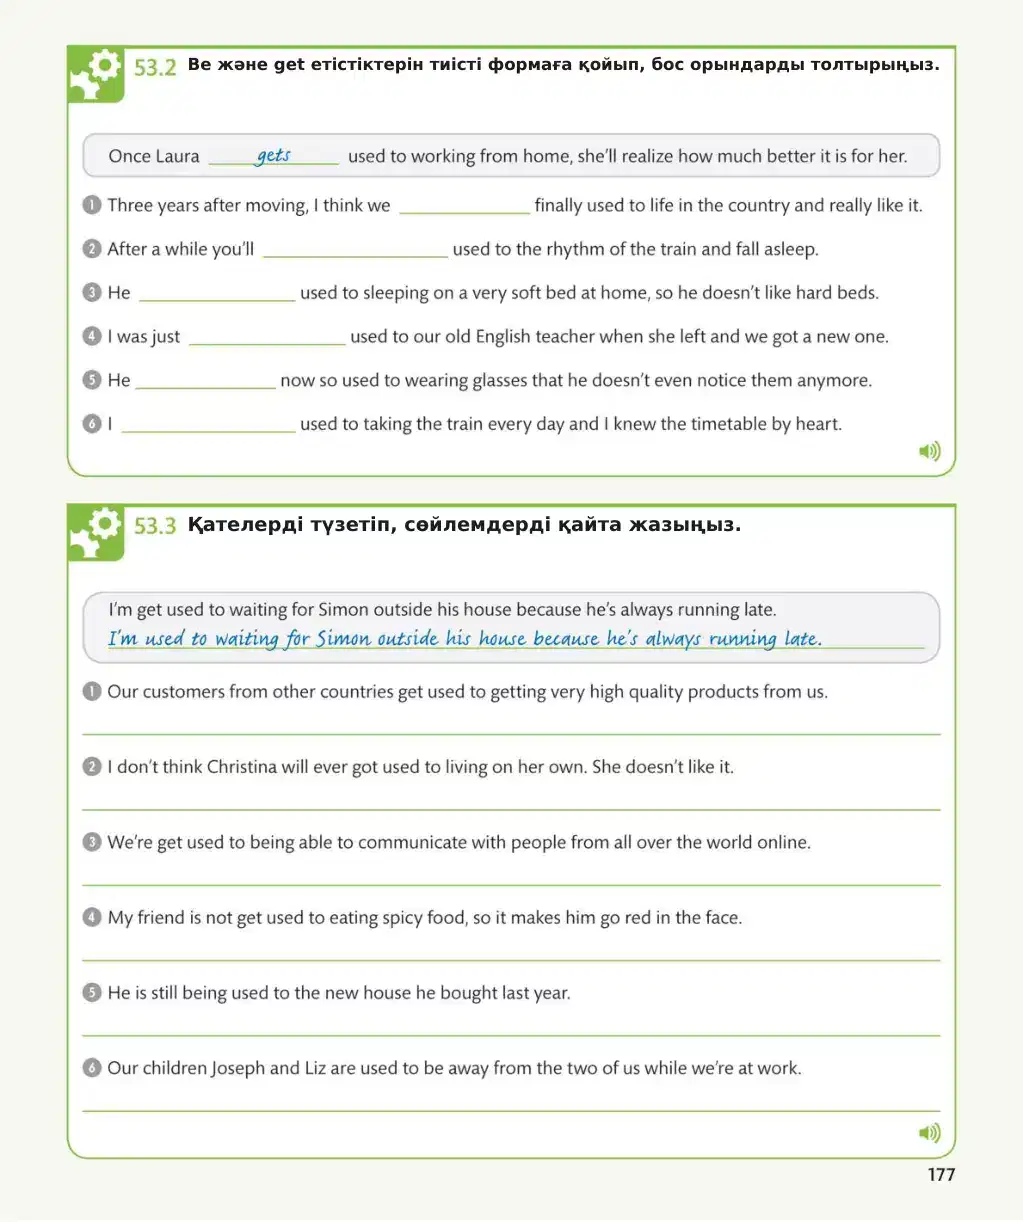 53.2 Be және get етістіктерін тиісті формаға қойып, бос орындарды толтырыңыз.
Once Laura gets used to working from home, she’ll realize how much better it is for her.
1 Three years after moving, I think we ____________ finally used to life in the country and really like it.
2 After a while you’ll ____________ used to the rhythm of the train and fall asleep.
3 He ____________ used to sleeping on a very soft bed at home, so he doesn’t like hard beds.
4 I was just ____________ used to our old English teacher when she left and we got a new one.
5 He ____________ now so used to wearing glasses that he doesn’t even notice them anymore.
6 I ____________ used to taking the train every day and I knew the timetable by heart.
53.3 Қателерді түзетіп, сөйлемдерді қайта жазыңыз.
I’m get used to waiting for Simon outside his house because he’s always running late.
I’m used to waiting for Simon outside his house because he’s always running late.
1 Our customers from other countries get used to getting very high quality products from us.
2 I don’t think Christina will ever got used to living on her own. She doesn’t like it.
3 We’re get used to being able to communicate with people from all over the world online.
4 My friend is not get used to eating spicy food, so it makes him go red in the face.
5 He is still being used to the new house he bought last year.
6 Our children Joseph and Liz are used to be away from the two of us while we’re at work.
177